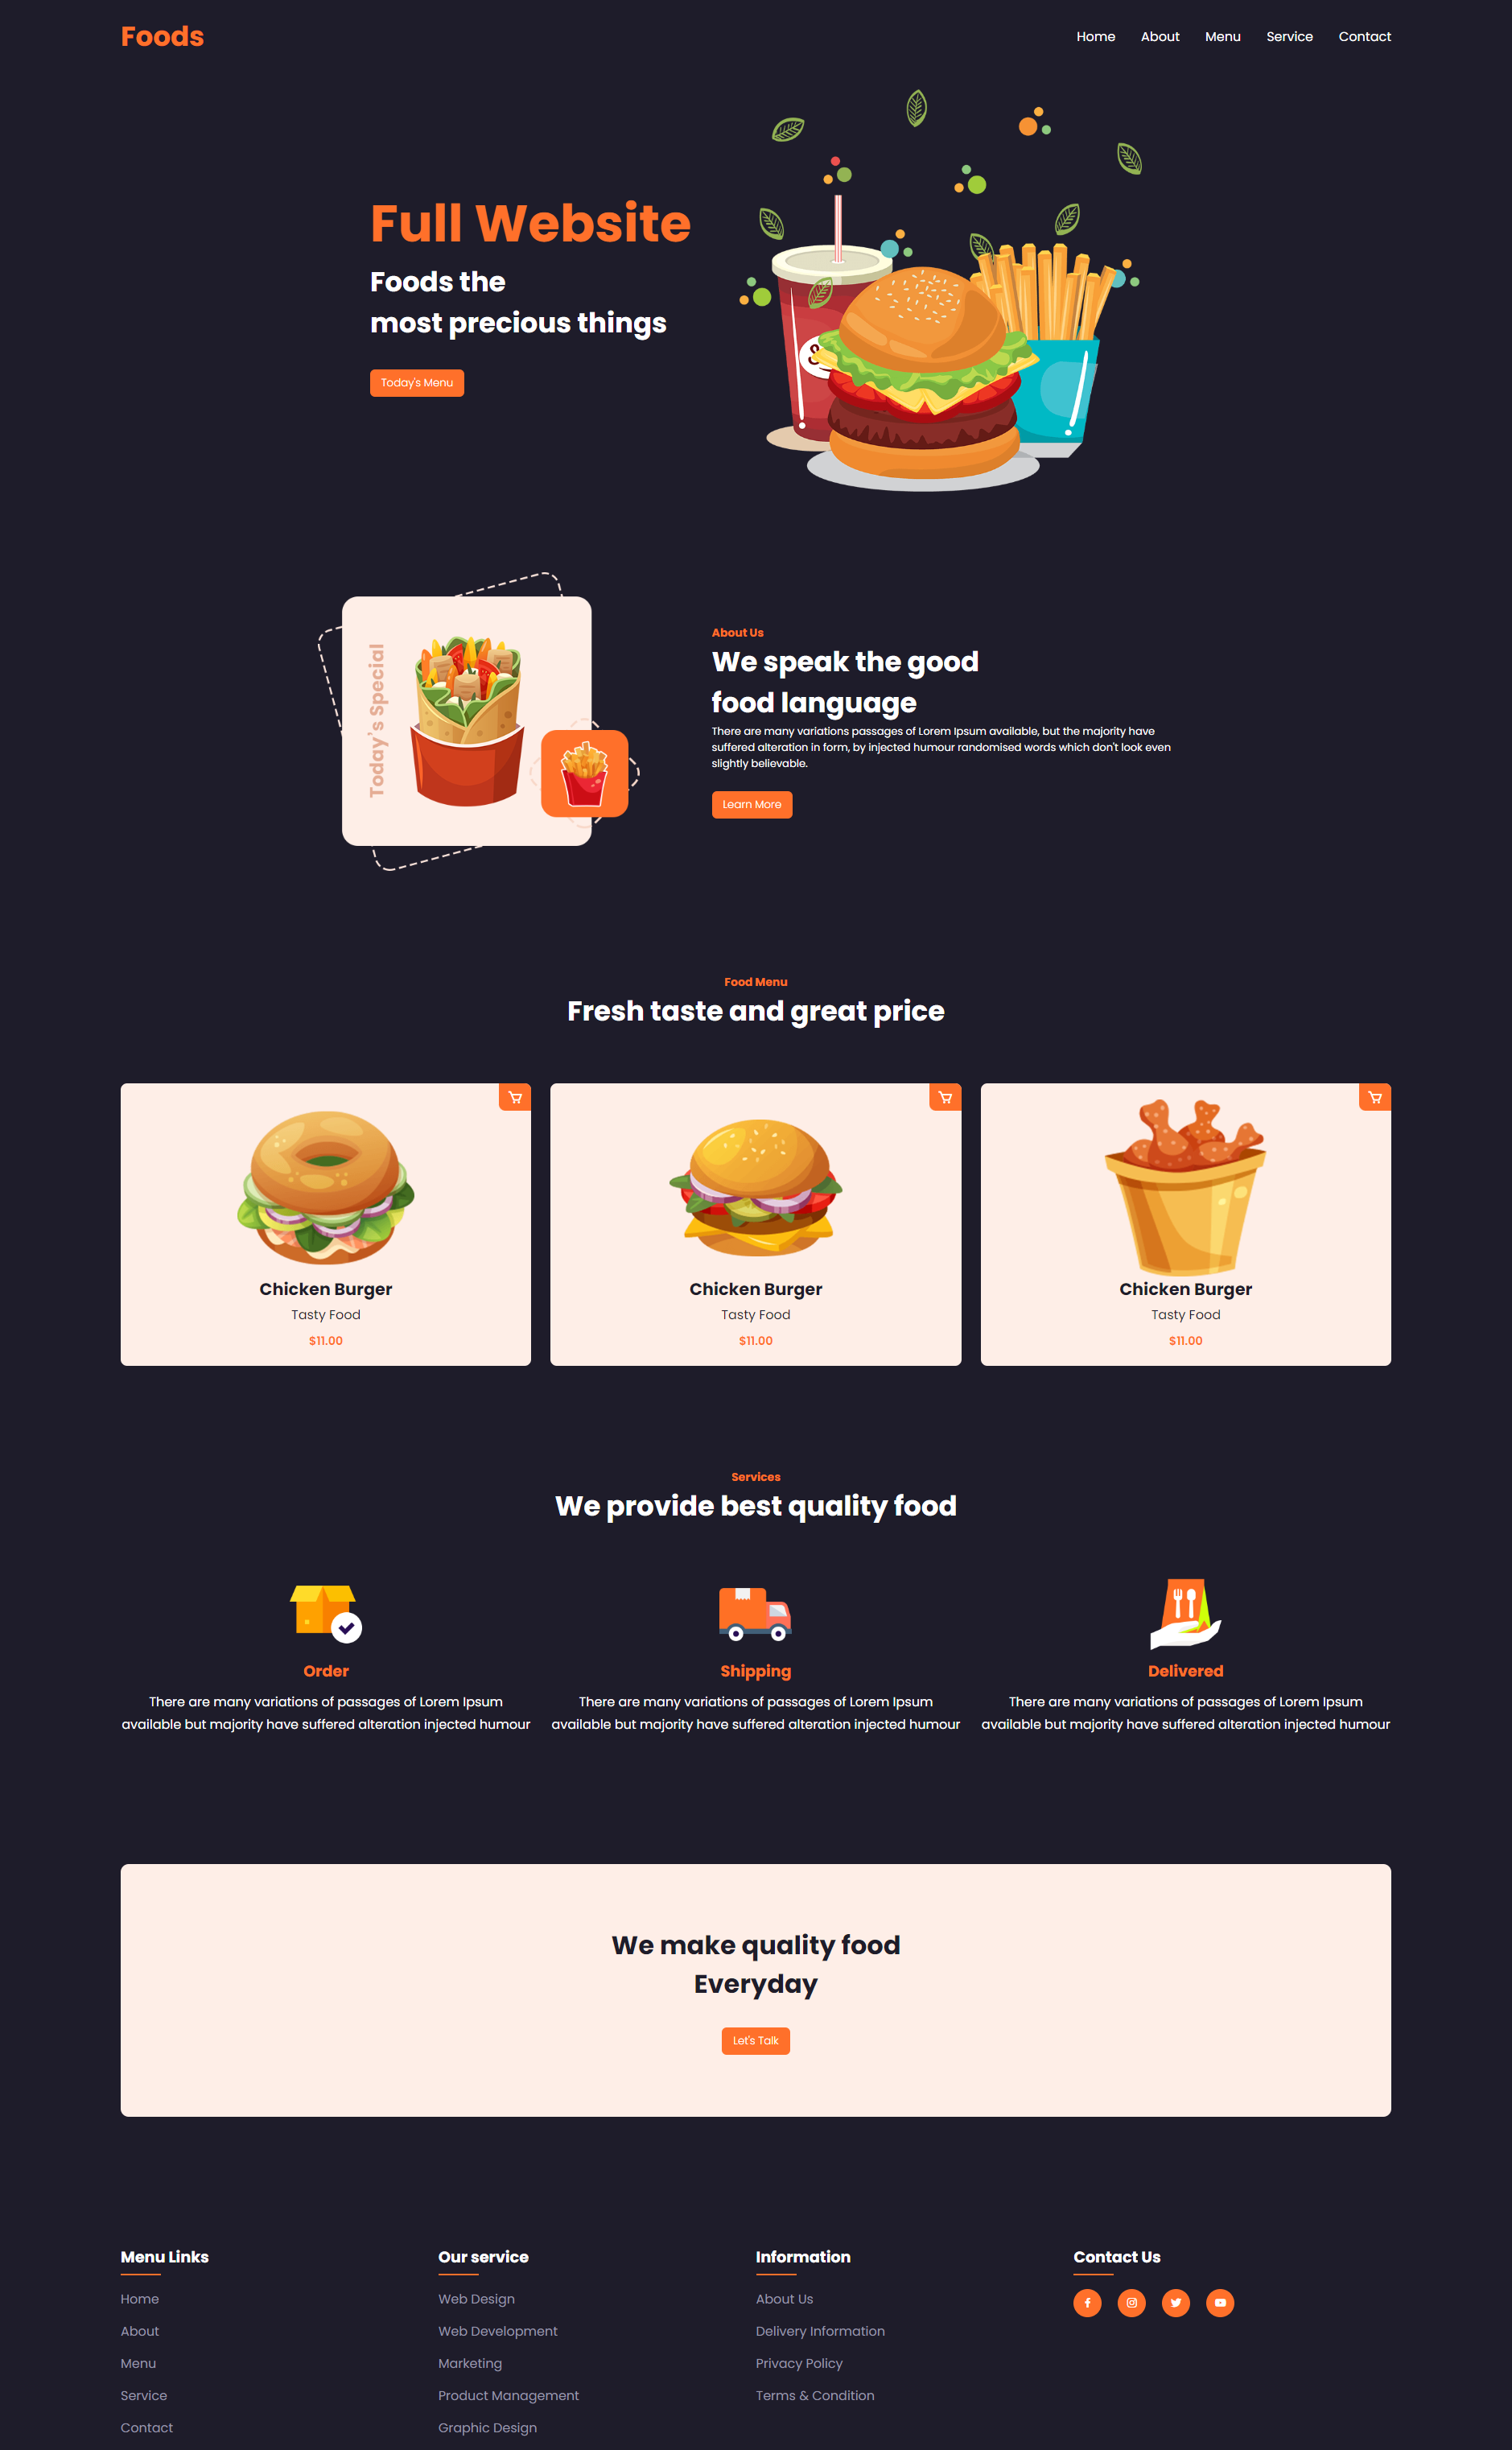 Foods
Home
About
Menu
Service
Contact
Full Website
Foods the
most precious things
Today's Menu
Today's Special
About Us
We speak the good
food language
There are many variations passages of Lorem Ipsum available, but the majority have
suffered alteration in form, by injected humour randomised words which don't look even
slightly believable.
Learn More
Food Menu
Fresh taste and great price
Chicken Burger
Tasty Food
$11.00
Chicken Burger
Tasty Food
$11.00
Chicken Burger
Tasty Food
$11.00
Services
We provide best quality food
Order
There are many variations of passages of Lorem Ipsum
available but majority have suffered alteration injected humour
Shipping
There are many variations of passages of Lorem Ipsum
available but majority have suffered alteration injected humour
Delivered
There are many variations of passages of Lorem Ipsum
available but majority have suffered alteration injected humour
We make quality food
Everyday
Let's Talk
Menu Links
Home
About
Menu
Service
Contact
Our service
Web Design
Web Development
Marketing
Product Management
Graphic Design
Information
About Us
Delivery Information
Privacy Policy
Terms & Condition
Contact Us